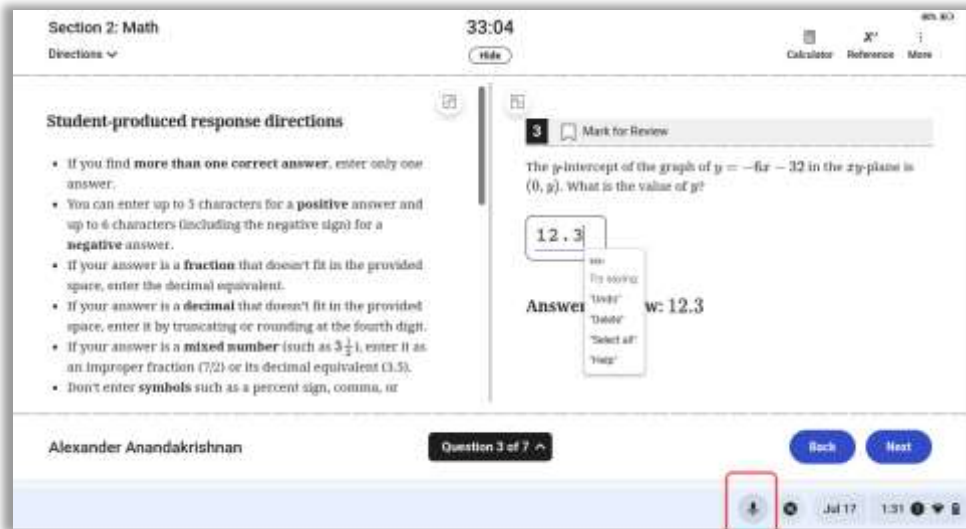 Section 2: Math
Directions
33:04
Hide
Calculator Reference More
Student-produced response directions
• If you find more than one correct answer, enter only one
answer.
• You can enter up to 5 characters for a positive answer and
up to 6 characters (including the negative sign) for a
negative answer.
• If your answer is a fraction that doesn't fit in the provided
space, enter the decimal equivalent.
• If your answer is a decimal that doesn't fit in the provided
space, enter it by truncating or rounding at the fourth digit.
• If your answer is a mixed number (such as 3 1/2), enter it as
an improper fraction (7/2) or its decimal equivalent (3.5).
• Don't enter symbols such as a percent sign, comma, or
3 Mark for Review
The y-intercept of the graph of y = −6x − 32 in the xy-plane is
(0, y). What is the value of y?
12.3
Try saying:
"Undo"
"Delete"
"Select all"
"Help"
Answer w: 12.3
Alexander Anandakrishnan
Question 3 of 7
Back Next
Jul 17 1:31